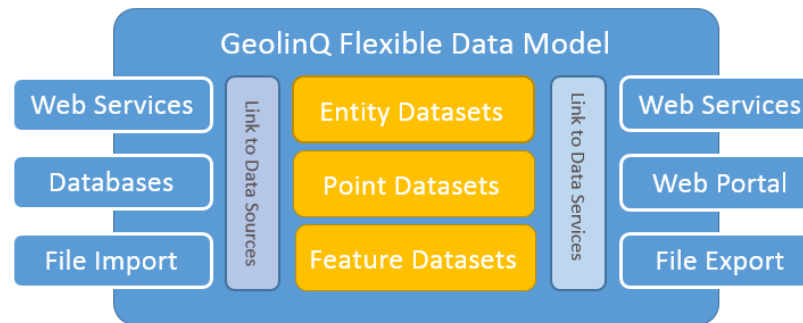 GeolinQ Flexible Data Model
Web Services
Databases
File Import
Link to Data Sources
Entity Datasets
Point Datasets
Feature Datasets
Link to Data Services
Web Services
Web Portal
File Export